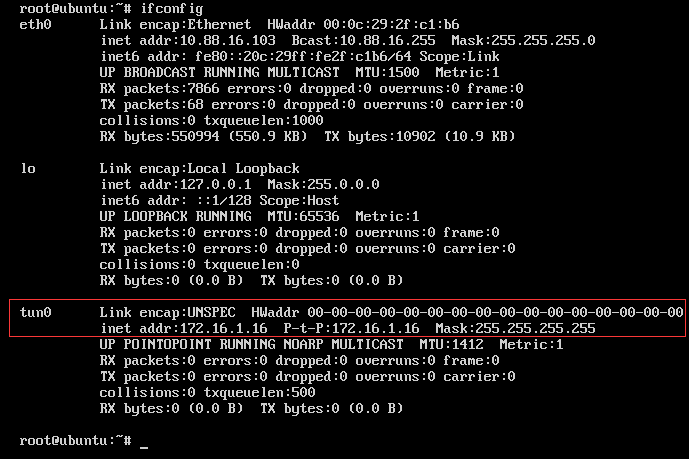 root@ubuntu:~# ifconfig
eth0      Link encap:Ethernet  HWaddr 00:0c:29:2f:c1:b6
          inet addr:10.88.16.103  Bcast:10.88.16.255  Mask:255.255.255.0
          inet6 addr: fe80::20c:29ff:fe2f:c1b6/64 Scope:Link
          UP BROADCAST RUNNING MULTICAST  MTU:1500  Metric:1
          RX packets:7866 errors:0 dropped:0 overruns:0 frame:0
          TX packets:68 errors:0 dropped:0 overruns:0 carrier:0
          collisions:0 txqueuelen:1000
          RX bytes:550994 (550.9 KB)  TX bytes:10902 (10.9 KB)
lo        Link encap:Local Loopback
          inet addr:127.0.0.1  Mask:255.0.0.0
          inet6 addr: ::1/128 Scope:Host
          UP LOOPBACK RUNNING  MTU:65536  Metric:1
          RX packets:0 errors:0 dropped:0 overruns:0 frame:0
          TX packets:0 errors:0 dropped:0 overruns:0 carrier:0
          collisions:0 txqueuelen:0
          RX bytes:0 (0.0 B)  TX bytes:0 (0.0 B)
tun0      Link encap:UNSPEC  HWaddr 00-00-00-00-00-00-00-00-00-00-00-00-00-00-00-00
          inet addr:172.16.1.16  P-t-P:172.16.1.16  Mask:255.255.255.255
          UP POINTOPOINT RUNNING NOARP MULTICAST  MTU:1412  Metric:1
          RX packets:0 errors:0 dropped:0 overruns:0 frame:0
          TX packets:0 errors:0 dropped:0 overruns:0 carrier:0
          collisions:0 txqueuelen:500
          RX bytes:0 (0.0 B)  TX bytes:0 (0.0 B)
root@ubuntu:~# _